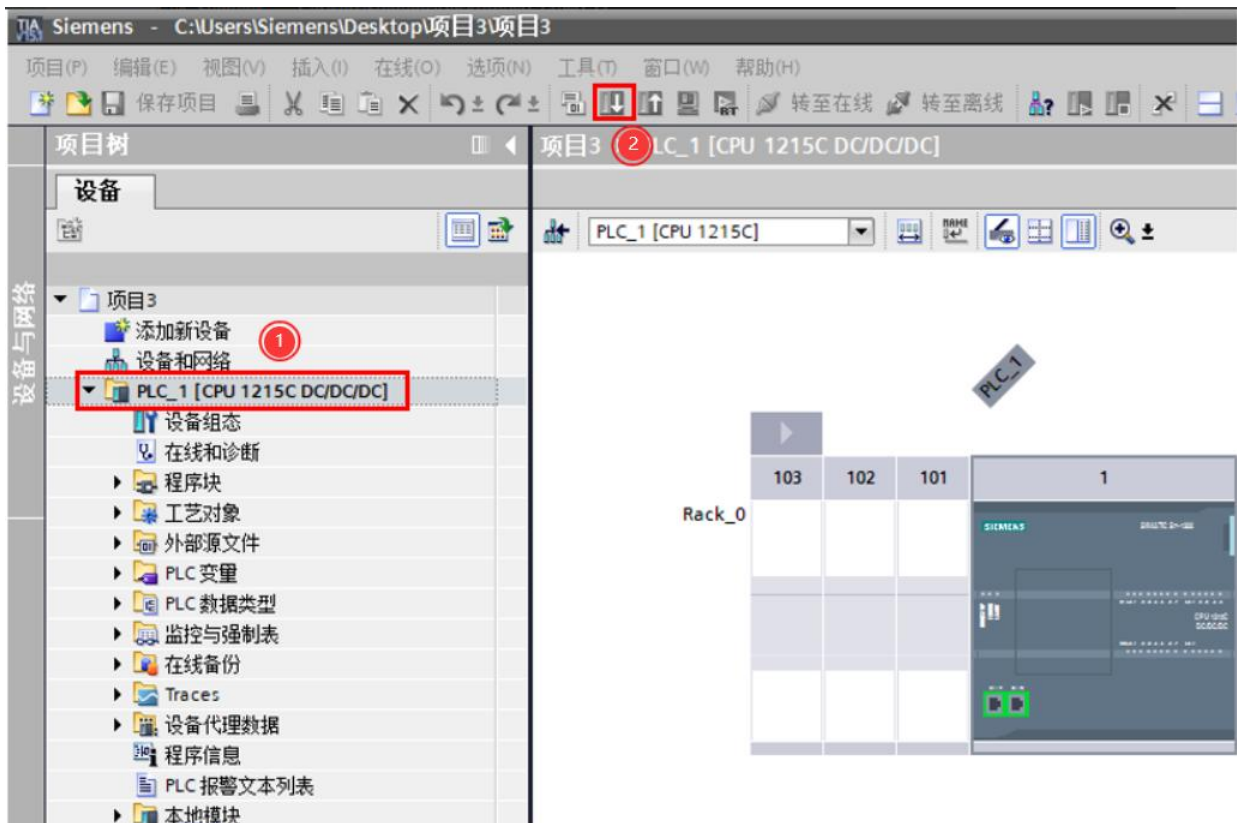 Siemens - C:\Users\Siemens\Desktop\项目3\项目3
项目(P) 编辑(E) 视图(V) 插入(I) 在线(O) 选项(N) 工具(T) 窗口(W) 帮助(H)
保存项目 转至在线 转至离线
项目树
项目3 2 LC_1 [CPU 1215C DC/DC/DC]
设备
PLC_1 [CPU 1215C]
设备与网络
项目3
添加新设备
1
设备和网络
PLC_1 [CPU 1215C DC/DC/DC]
设备组态
在线和诊断
程序块
工艺对象
外部源文件
PLC 变量
PLC 数据类型
监控与强制表
在线备份
Traces
设备代理数据
程序信息
PLC 报警文本列表
本地模块
PLC_1
103 102 101 1
Rack_0
SIEMENS